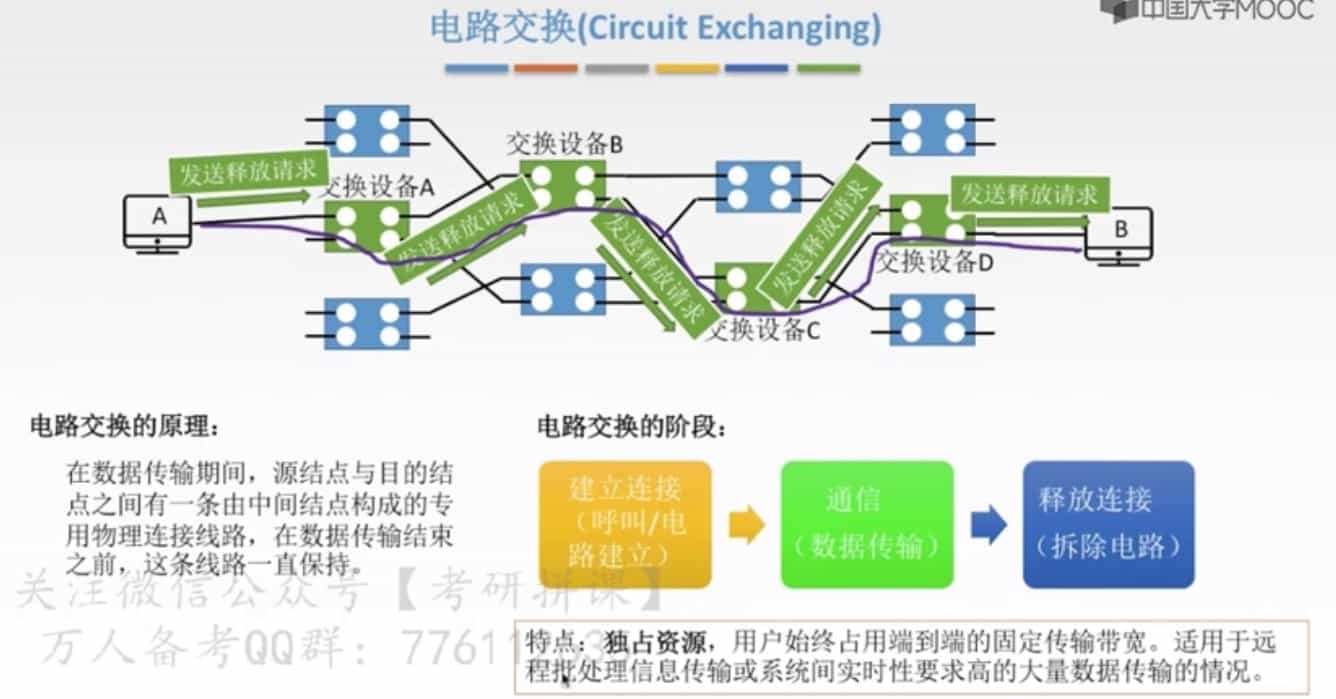 中国大学MOOC
电路交换(Circuit Exchanging)
交换设备B
发送释放请求
交换设备A
A
发送释放请求
发送释放请求
发送释放请求
发送释放请求
B
交换设备D
交换设备C
电路交换的原理：
在数据传输期间，源结点与目的结
点之间有一条由中间结点构成的专
用物理连接线路，在数据传输结束
之前，这条线路一直保持。
电路交换的阶段：
建立连接
（呼叫/电
路建立）
通信
（数据传输）
释放连接
（拆除电路）
关注微信公众号【考研拼课】
万人备考QQ群：
特点：独占资源，用户始终占用端到端的固定传输带宽。适用于远
程批处理信息传输或系统间实时性要求高的大量数据传输的情况。